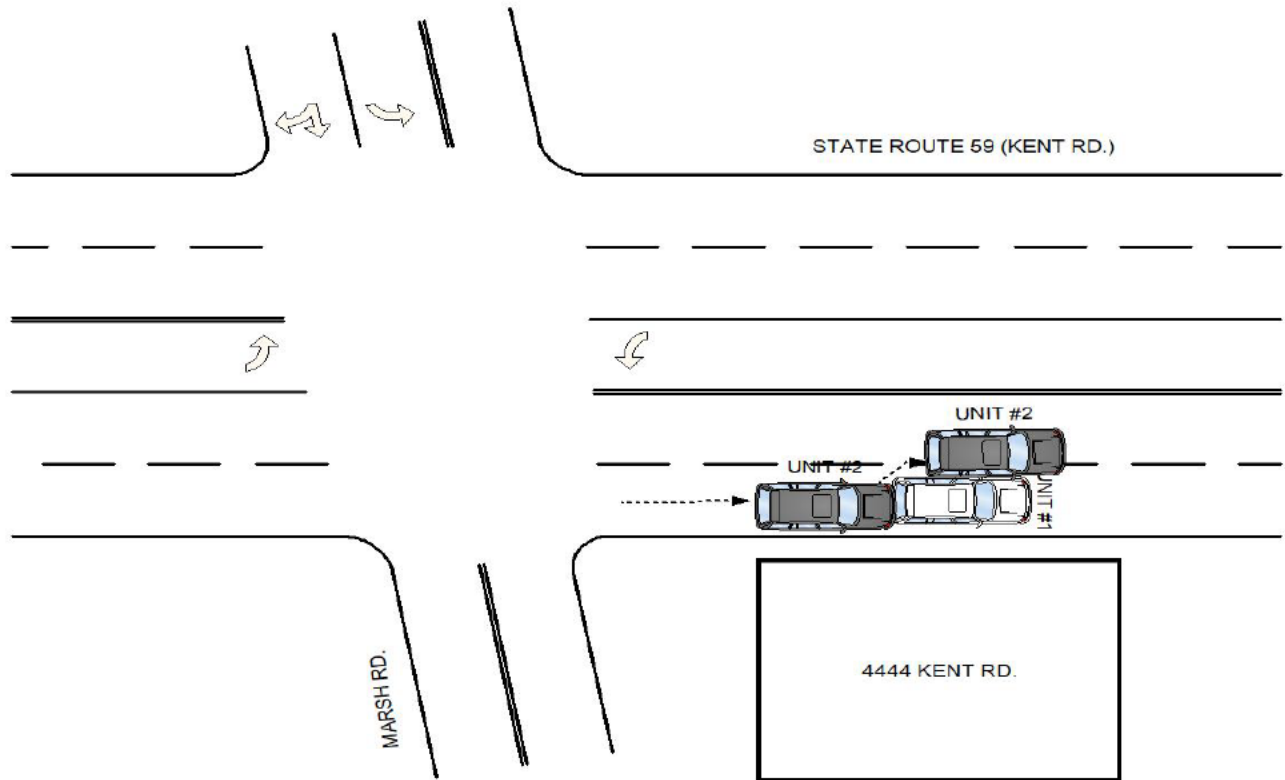 STATE ROUTE 59 (KENT RD.)
UNIT #2
UNIT #2
UNIT #1
4444 KENT RD.
MARSH RD.